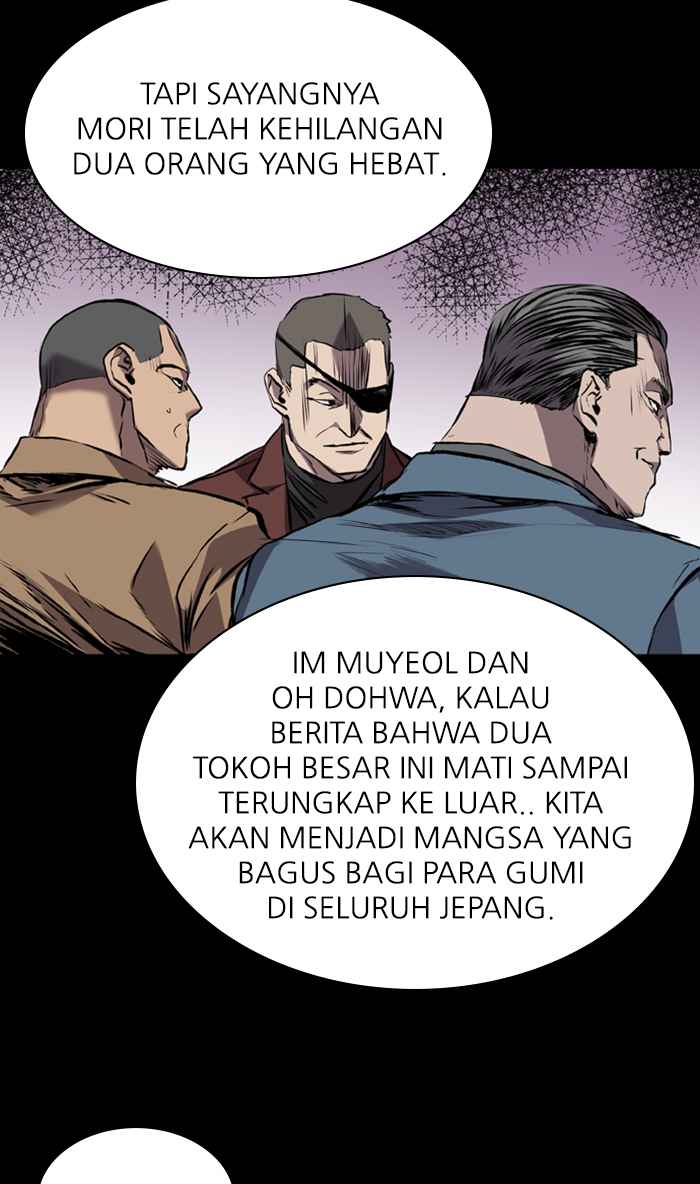 TAPI SAYANGNYA
MORI TELAH KEHILANGAN
DUA ORANG YANG HEBAT.
IM MUYEOL DAN
OH DOHWA, KALAU
BERITA BAHWA DUA
TOKOH BESAR INI MATI SAMPAI
TERUNGKAP KE LUAR.. KITA
AKAN MENJADI MANGSA YANG
BAGUS BAGI PARA GUMI
DI SELURUH JEPANG.